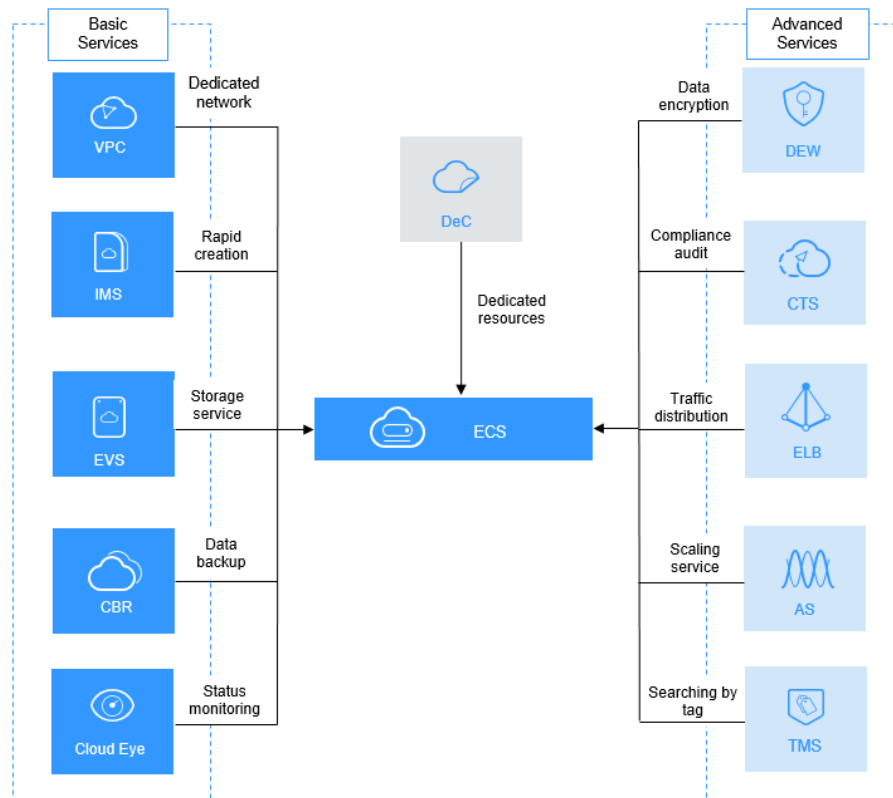 Basic
Services
Advanced
Services
Dedicated
network
VPC
Data
encryption
DEW
DeC
Rapid
creation
IMS
Compliance
audit
CTS
Dedicated
resources
Storage
service
EVS
ECS
Traffic
distribution
ELB
Data
backup
CBR
Scaling
service
AS
Status
monitoring
Cloud Eye
Searching by
tag
TMS